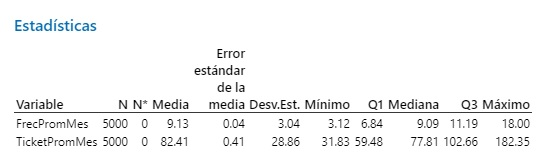 Estadísticas
Error
estándar
de la
Variable N N* Media media Desv.Est. Mínimo Q1 Mediana Q3 Máximo
FrecPromMes 5000 0 9.13 0.04 3.04 3.12 6.84 9.09 11.19 18.00
TicketPromMes 5000 0 82.41 0.41 28.86 31.83 59.48 77.81 102.66 182.35